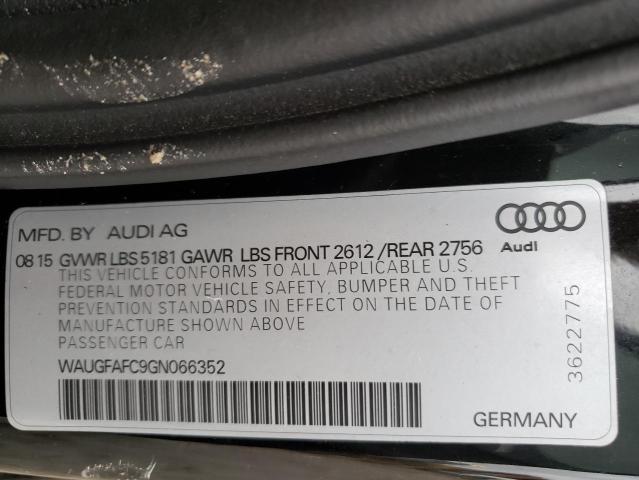 MFD. BY AUDI AG
08 15 GVWR LBS 5181 GAWR LBS FRONT 2612 /REAR 2756
Audi
THIS VEHICLE CONFORMS TO ALL APPLICABLE U.S.
FEDERAL MOTOR VEHICLE SAFETY, BUMPER AND THEFT
PREVENTION STANDARDS IN EFFECT ON THE DATE OF
MANUFACTURE SHOWN ABOVE
PASSENGER CAR
WAUGFAFC9GN066352
3622775
GERMANY